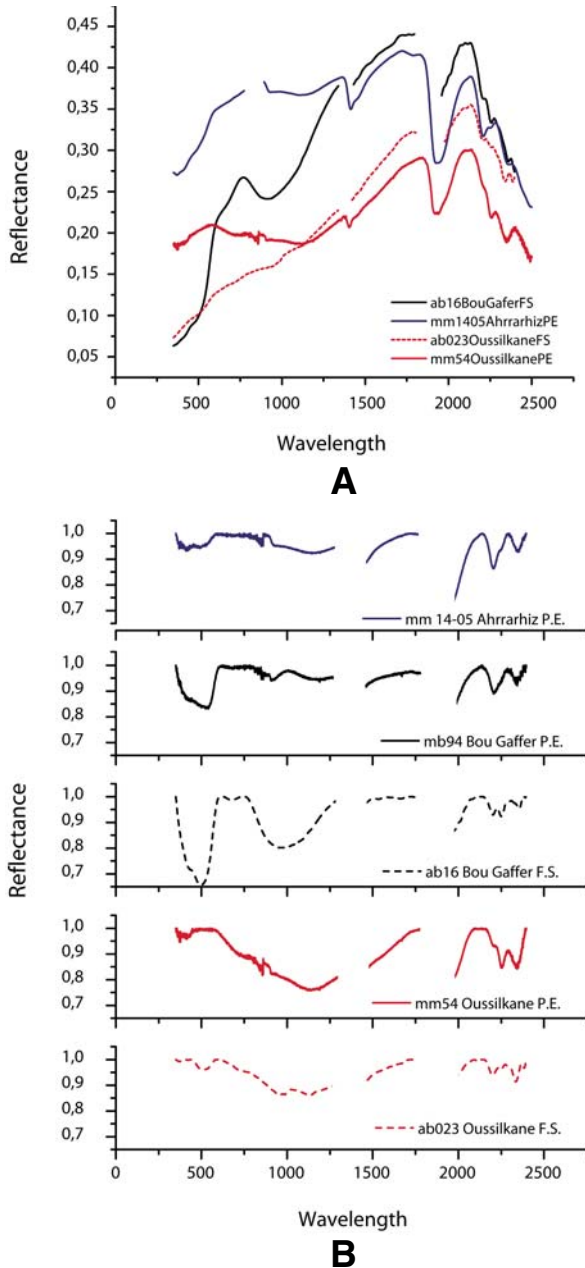 0,45
0,40
0,35
0,30
0,25
0,20
0,15
0,10
0,05
Reflectance
ab16BouGaferFS
mm1405AhrrarhizPE
ab023OussilkaneFS
mm54OussilkanePE
0 500 1000 1500 2000 2500
Wavelength
A
1,0
0,9
0,8
0,7
mm 14-05 Ahrrarhiz P.E.
1,0
0,9
0,8
0,7
mb94 Bou Gaffer P.E.
1,0
0,9
0,8
0,7
ab16 Bou Gaffer F.S.
Reflectance
1,0
0,9
0,8
0,7
mm54 Oussilkane P.E.
1,0
0,9
0,8
0,7
ab023 Oussilkane F.S.
0 500 1000 1500 2000 2500
Wavelength
B